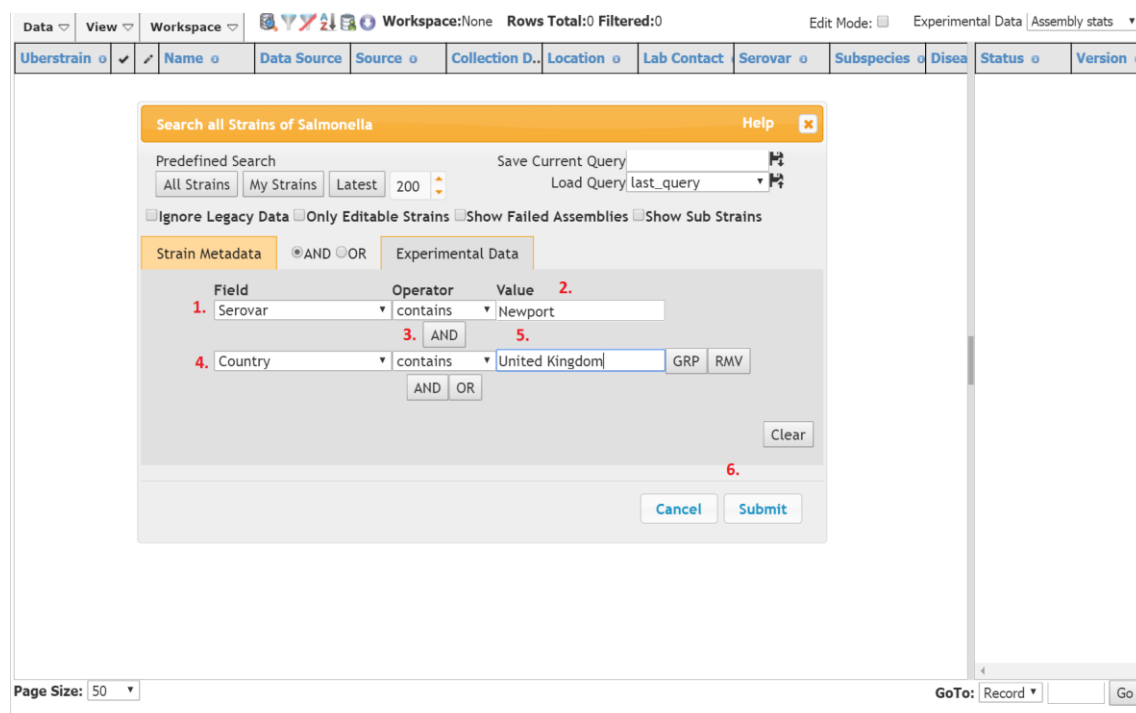 Data View Workspace Workspace:None Rows Total:0 Filtered:0 Edit Mode: Experimental Data Assembly stats
Uberstrain Name Data Source Source Collection D.. Location Lab Contact Serovar Subspecies Disea Status Version
Search all Strains of Salmonella Help
Predefined Search Save Current Query
All Strains My Strains Latest 200 Load Query last_query
Ignore Legacy Data Only Editable Strains Show Failed Assemblies Show Sub Strains
Strain Metadata AND OR Experimental Data
Field Operator Value 2.
1. Serovar contains Newport
3. AND 5.
4. Country contains United Kingdom GRP RMV
AND OR
Clear
6.
Cancel Submit
Page Size: 50 GoTo: Record Go